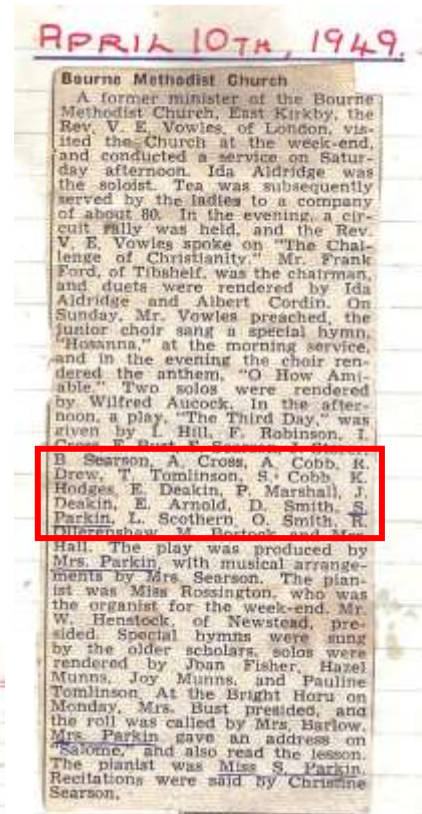 APRIL 10TH, 1949.
Bourne Methodist Church
A former minister of the Bourne
Methodist Church, East Kirkby, the
Rev. V. E. Vowles, of London, vis-
ited the Church at the week-end,
and conducted a service on Satur-
day afternoon. Ida Aldridge was
the soloist. Tea was subsequently
served by the ladies to a company
of about 80. In the evening, a cir-
cuit rally was held, and the Rev.
V. E. Vowles spoke on "The Chal-
lenge of Christianity." Mr. Frank
Ford, of Tibshelf, was the chairman,
and duets were rendered by Ida
Aldridge and Albert Cordin. On
Sunday, Mr. Vowles preached, the
junior choir sang a special hymn,
"Hosanna," at the morning service,
and in the evening the choir ren-
dered the anthem, "O How Ami-
able." Two solos were rendered
by Wilfred Aucock. In the after-
noon, a play, "The Third Day," was
given by I. Hill, F. Robinson, I.
Cross, F. Burt, F. Searson,
B Searson, A. Cross, A. Cobb, R.
Drew, T. Tomlinson, S. Cobb, K.
Hodges, E. Deakin, P. Marshall, J.
Deakin, E. Arnold, D. Smith, S.
Parkin, L. Scothern, O. Smith, R.
Ollerenshaw, M. Bostock and Mrs.
Hall. The play was produced by
Mrs. Parkin, with musical arrange-
ments by Mrs. Searson. The pian-
ist was Miss Rossington, who was
the organist for the week-end. Mr.
W. Henstock, of Newstead, pre-
sided. Special hymns were sung
by the older scholars, solos were
rendered by Joan Fisher, Hazel
Munns, Joy Munns, and Pauline
Tomlinson. At the Bright Horu on
Monday, Mrs. Bust presided, and
the roll was called by Mrs. Barlow.
Mrs. Parkin gave an address on
"Salome," and also read the lesson.
The pianist was Miss S. Parkin.
Recitations were said by Christine
Searson.